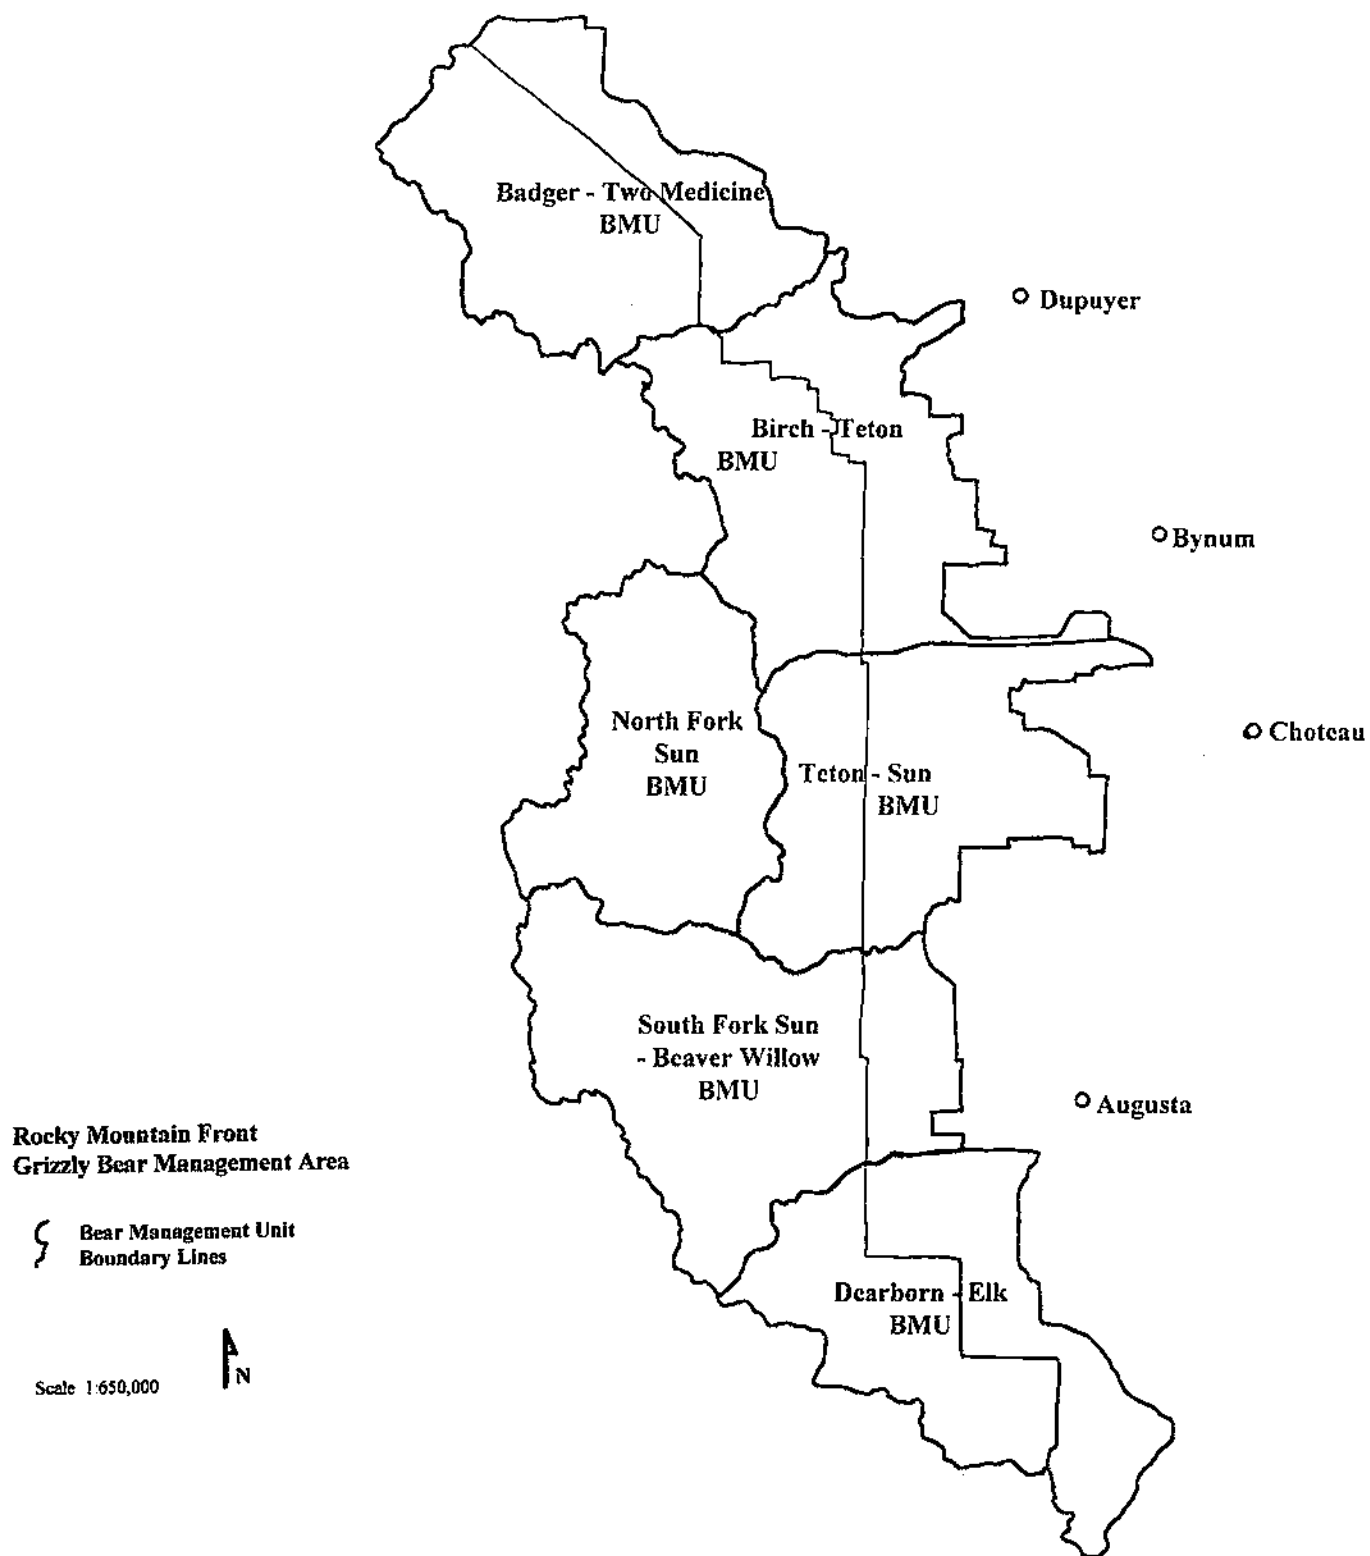 Badger - Two Medicine
BMU
Dupuyer
Birch - Teton
BMU
Bynum
North Fork
Sun
BMU
Choteau
Teton - Sun
BMU
South Fork Sun
- Beaver Willow
BMU
Augusta
Rocky Mountain Front
Grizzly Bear Management Area
Bear Management Unit
Boundary Lines
Dearborn - Elk
BMU
N
Scale 1:650,000